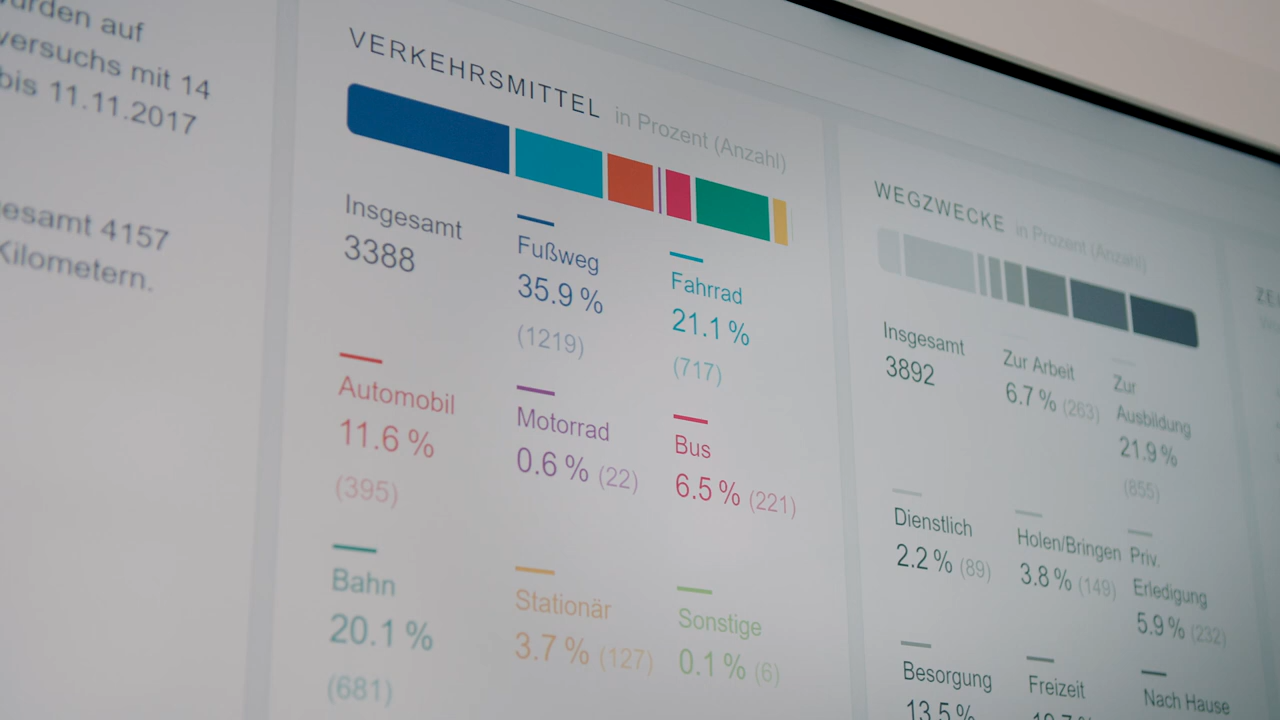 wurden auf
versuchs mit 14
bis 11.11.2017
4157
Kilometern.
VERKEHRSMITTEL in Prozent (Anzahl)
Insgesamt
3388
Fußweg
35.9 %
(1219)
Fahrrad
21.1 %
(717)
Automobil
11.6 %
(395)
Motorrad
0.6 % (22)
Bus
6.5 % (221)
Bahn
20.1 %
(681)
Stationär
3.7 % (127)
Sonstige
0.1 % (6)
WEGZWECKE in Prozent (Anzahl)
Insgesamt
3892
Zur Arbeit
6.7 % (263)
Zur
Ausbildung
21.9 %
(855)
Dienstlich
2.2 % (89)
Holen/Bringen
3.8 % (149)
Priv.
Erledigung
5.9 % (232)
Besorgung
13.5 %
Freizeit
Nach Hause